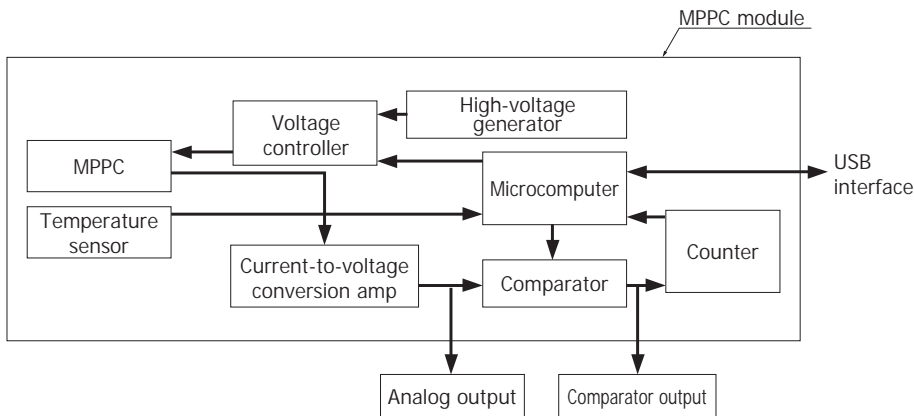 MPPC module
High-voltage
generator
Voltage
controller
MPPC
Microcomputer
USB
interface
Temperature
sensor
Counter
Current-to-voltage
conversion amp
Comparator
Analog output
Comparator output